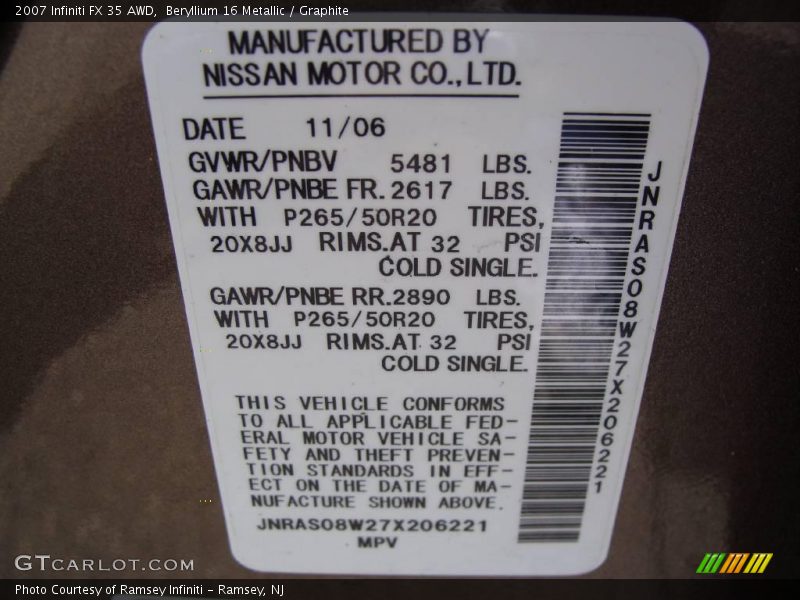 2007 Infiniti FX 35 AWD,  Beryllium 16 Metallic / Graphite
MANUFACTURED BY
NISSAN MOTOR CO.,LTD.
DATE 11/06
GVWR/PNBV 5481 LBS.
GAWR/PNBE FR. 2617 LBS.
WITH P265/50R20 TIRES,
20X8JJ RIMS.AT 32 PSI
COLD SINGLE.
GAWR/PNBE RR. 2890 LBS.
WITH P265/50R20 TIRES,
20X8JJ RIMS.AT 32 PSI
COLD SINGLE.
THIS VEHICLE CONFORMS
TO ALL APPLICABLE FED-
ERAL MOTOR VEHICLE SA-
FETY AND THEFT PREVEN-
TION STANDARDS IN EFF-
ECT ON THE DATE OF MA-
NUFACTURE SHOWN ABOVE.
JNRAS08W27X206221
MPV
JNRAS08W27X206221
GTCARLOT.COM
Photo Courtesy of Ramsey Infiniti - Ramsey, NJ